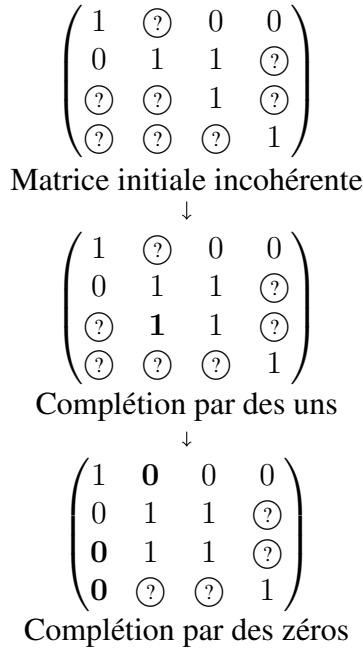 1 ? 0 0
0 1 1 ?
? ? 1 ?
? ? ? 1
Matrice initiale incohérente
↓
1 ? 0 0
0 1 1 ?
? 1 1 ?
? ? ? 1
Complétion par des uns
↓
1 0 0 0
0 1 1 ?
0 1 1 ?
0 ? ? 1
Complétion par des zéros